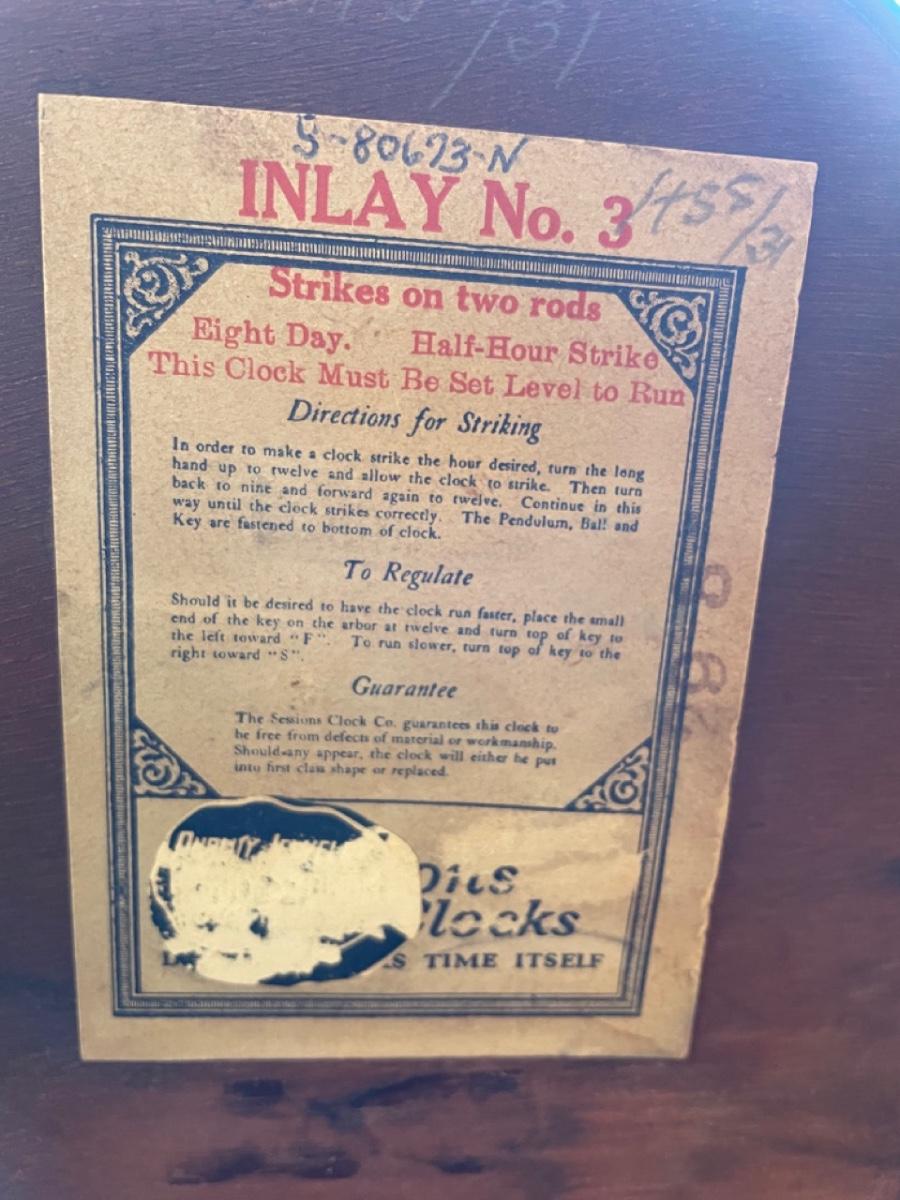 S-80673-N
INLAY No. 3
Strikes on two rods
Eight Day. Half-Hour Strike
This Clock Must Be Set Level to Run
Directions for Striking
In order to make a clock strike the hour desired, turn the long
hand up to twelve and allow the clock to strike. Then turn
back to nine and forward again to twelve. Continue in this
way until the clock strikes correctly. The Pendulum, Ball and
Key are fastened to bottom of clock.
To Regulate
Should it be desired to have the clock run faster, place the small
end of the key on the arbor at twelve and turn top of key to
the left toward "F". To run slower, turn top of key to the
right toward "S".
Guarantee
The Sessions Clock Co. guarantees this clock to
be free from defects of material or workmanship.
Should any appear, the clock will either be put
into first class shape or replaced.
ons
Clocks
AS TIME ITSELF